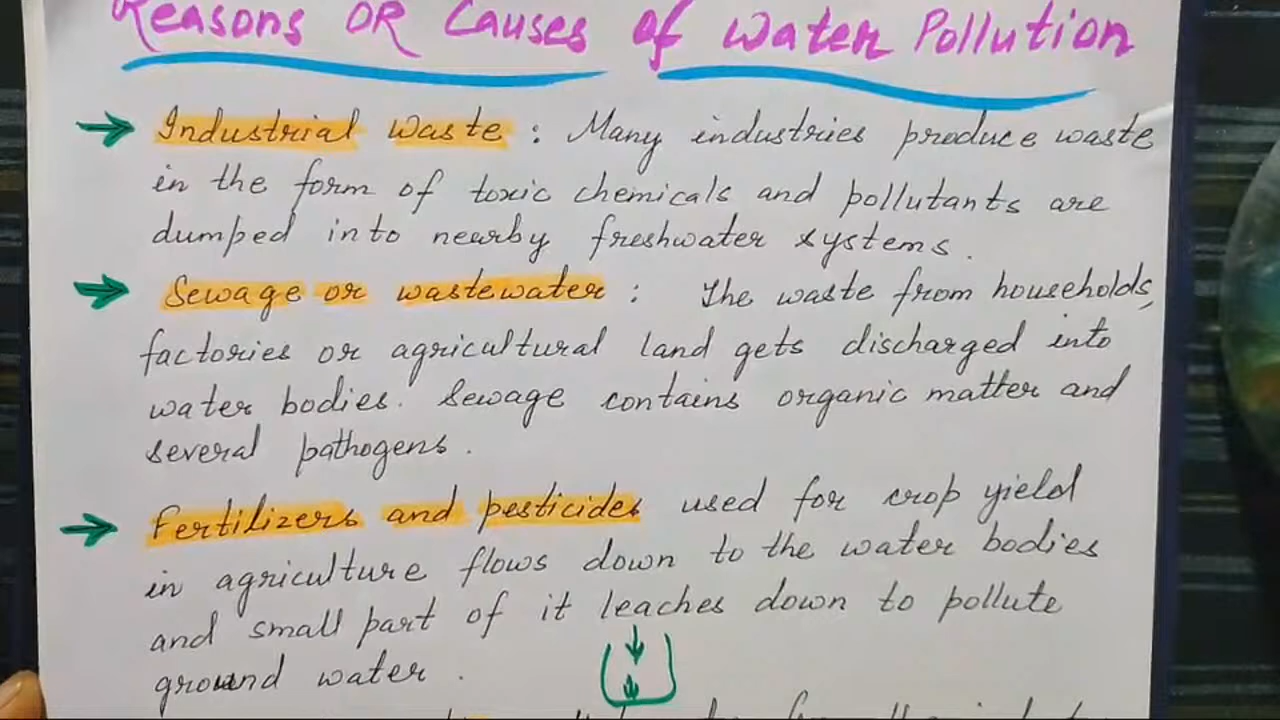 Reasons OR Causes of Water Pollution
→ Industrial Waste : Many industries produce waste
in the form of toxic chemicals and pollutants are
dumped into nearby freshwater systems.
→ Sewage or wastewater : The waste from households,
factories or agricultural land gets discharged into
water bodies. Sewage contains organic matter and
several pathogens.
→ Fertilizers and pesticides used for crop yield
in agriculture flows down to the water bodies
and small part of it leaches down to pollute
ground water.